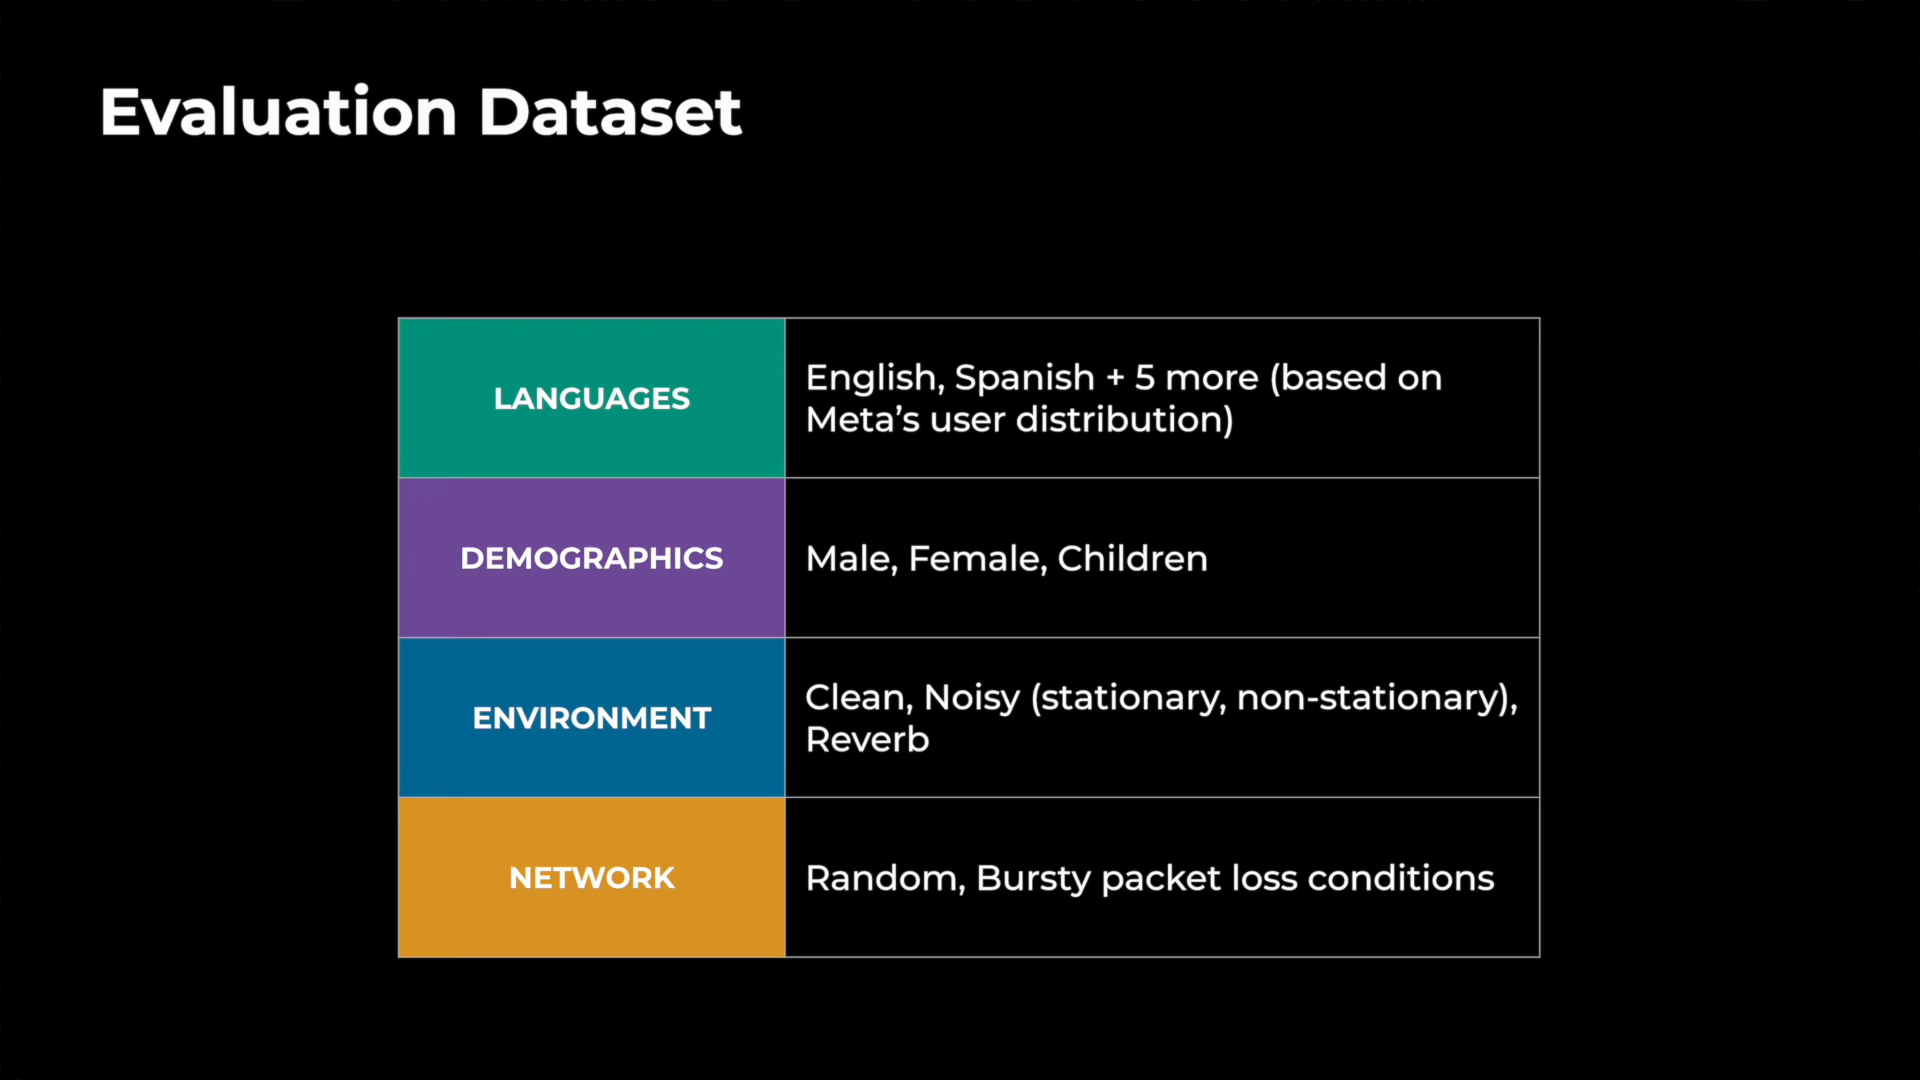 Evaluation Dataset
LANGUAGES
English, Spanish + 5 more (based on
Meta’s user distribution)
DEMOGRAPHICS
Male, Female, Children
ENVIRONMENT
Clean, Noisy (stationary, non-stationary),
Reverb
NETWORK
Random, Bursty packet loss conditions